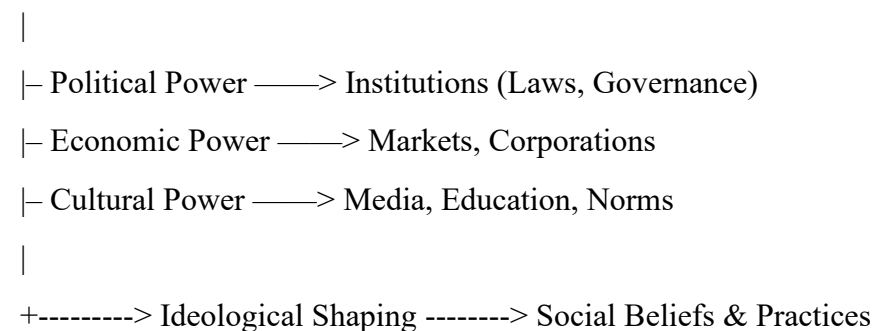 |
|– Political Power ——> Institutions (Laws, Governance)
|– Economic Power ——> Markets, Corporations
|– Cultural Power ——> Media, Education, Norms
|
+---------> Ideological Shaping --------> Social Beliefs & Practices